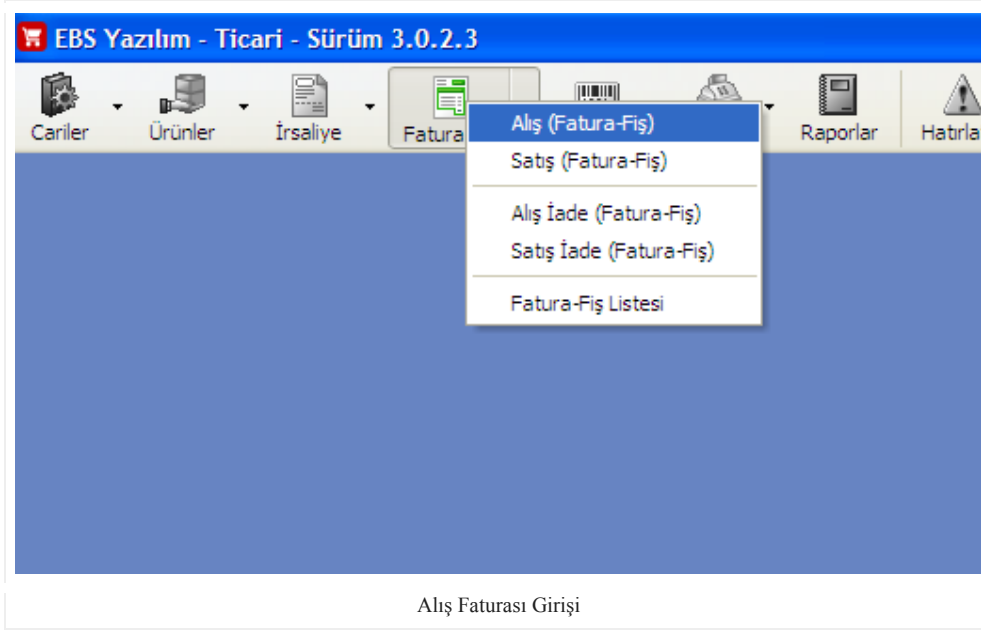 EBS Yazılım - Ticari - Sürüm 3.0.2.3
Cariler Ürünler İrsaliye Fatura Raporlar Hatırla
Alış (Fatura-Fiş)
Satış (Fatura-Fiş)
Alış İade (Fatura-Fiş)
Satış İade (Fatura-Fiş)
Fatura-Fiş Listesi
Alış Faturası Girişi